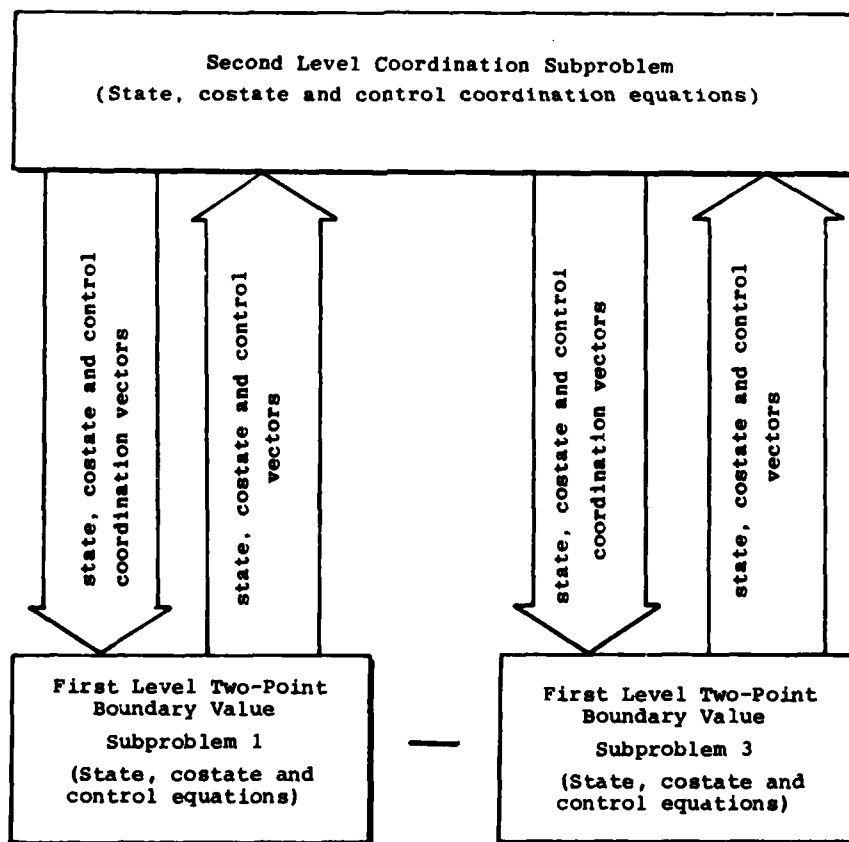 Second Level Coordination Subproblem
(State, costate and control coordination equations)
state, costate and control
coordination vectors
state, costate and control
vectors
state, costate and control
coordination vectors
state, costate and control
vectors
First Level Two-Point
Boundary Value
Subproblem 1
(State, costate and
control equations)
First Level Two-Point
Boundary Value
Subproblem 3
(State, costate and
control equations)